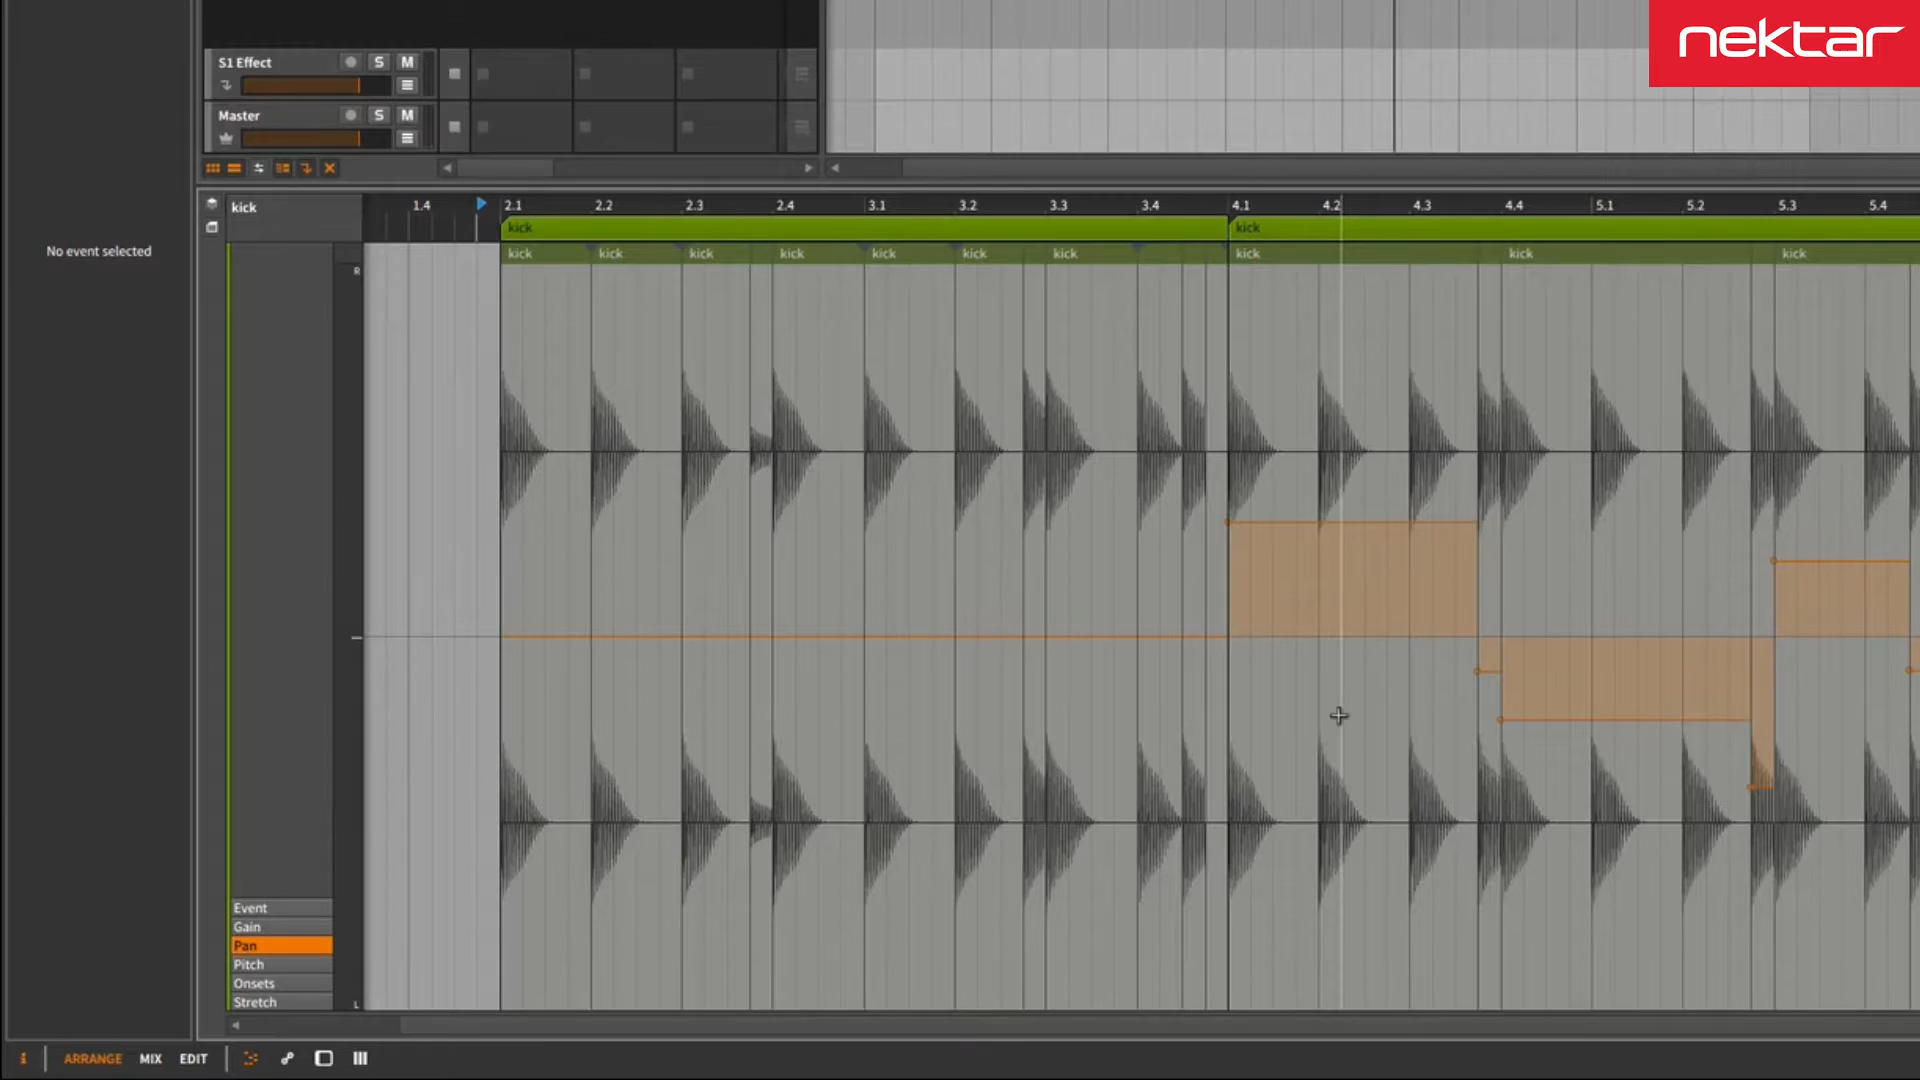 nektar
S1 Effect S M
Master S M
kick
1.4 2.1 2.2 2.3 2.4 3.1 3.2 3.3 3.4 4.1 4.2 4.3 4.4 5.1 5.2 5.3 5.4
kick kick
kick kick kick kick kick kick kick kick kick kick
No event selected
R
Event
Gain
Pan
Pitch
Onsets
Stretch
L
i ARRANGE MIX EDIT